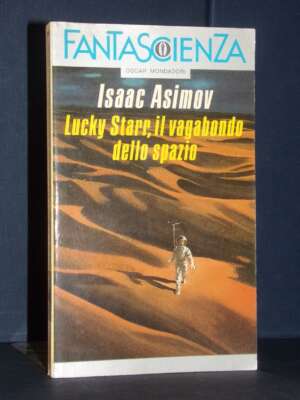 FANTASCIENZA
OSCAR MONDADORI
Isaac Asimov
Lucky Starr, il vagabondo
dello spazio